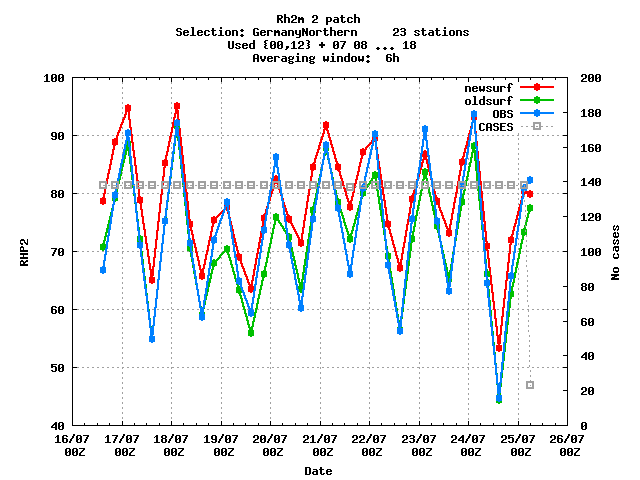 Rh2m 2 patch
Selection: GermanyNorthern 23 stations
Used {00,12} + 07 08 ... 18
Averaging window: 6h
100
90
80
70
60
50
40
RHP2
200
180
160
140
120
100
80
60
40
20
0
No cases
newsurf
oldsurf
OBS
CASES
16/07 17/07 18/07 19/07 20/07 21/07 22/07 23/07 24/07 25/07 26/07
00Z 00Z 00Z 00Z 00Z 00Z 00Z 00Z 00Z 00Z 00Z
Date